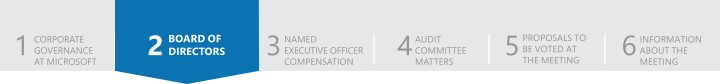 1 CORPORATE
GOVERNANCE
AT MICROSOFT
2 BOARD OF
DIRECTORS
3 NAMED
EXECUTIVE OFFICER
COMPENSATION
4 AUDIT
COMMITTEE
MATTERS
5 PROPOSALS TO
BE VOTED AT
THE MEETING
6 INFORMATION
ABOUT THE
MEETING